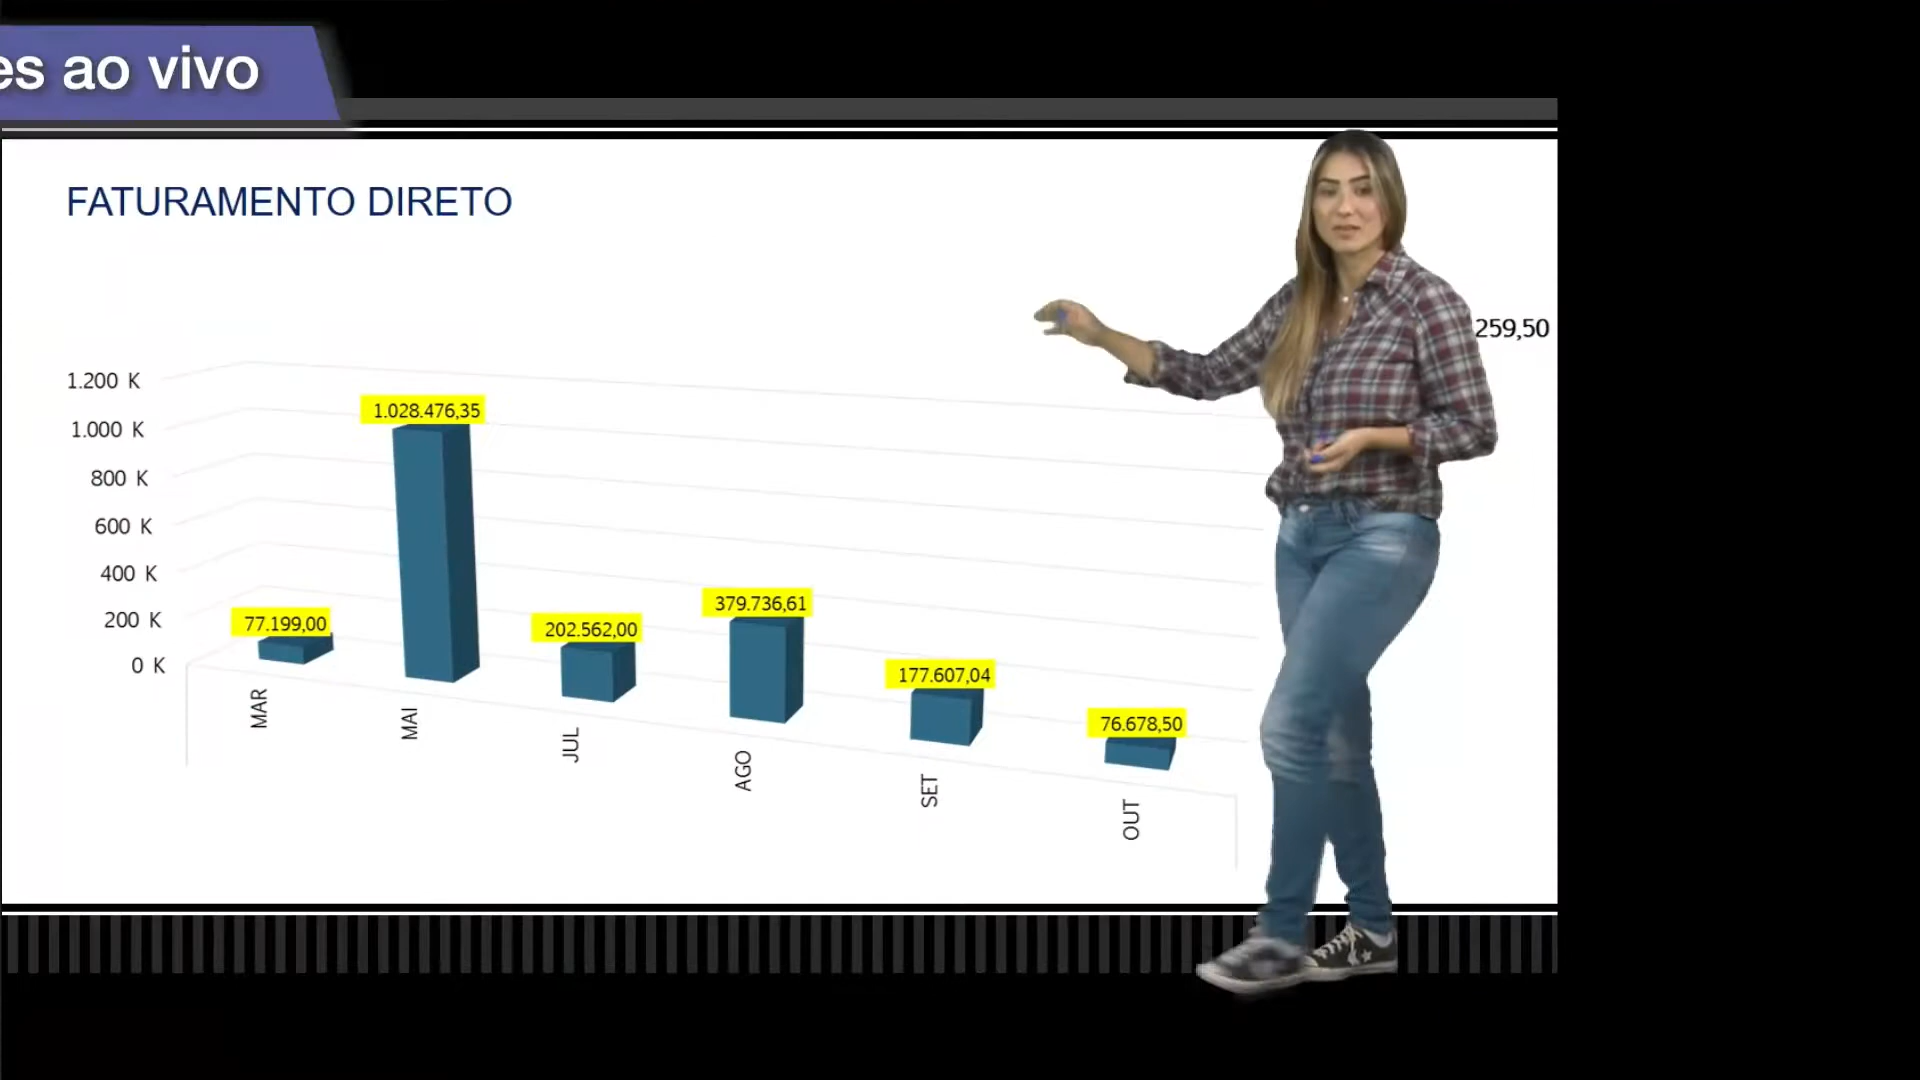 es ao vivo
FATURAMENTO DIRETO
259,50
1.200 K
1.000 K
800 K
600 K
400 K
200 K
0 K
77.199,00
1.028.476,35
202.562,00
379.736,61
177.607,04
76.678,50
MAR
MAI
JUL
AGO
SET
OUT